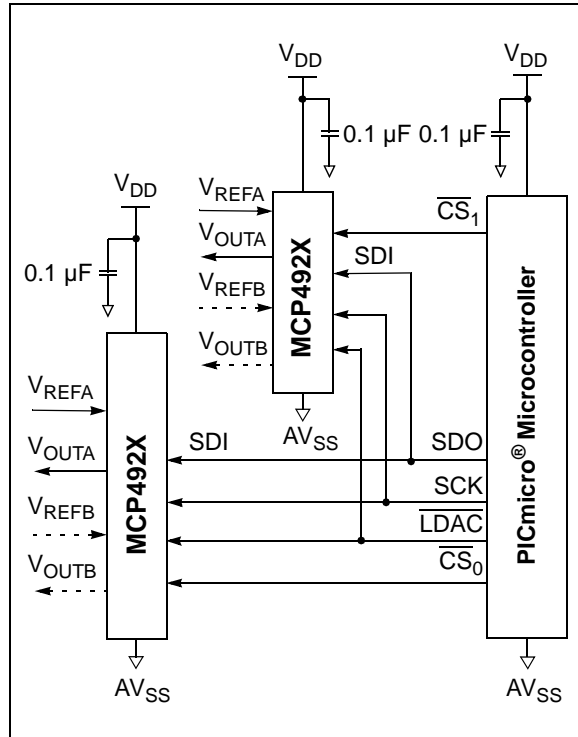 VDD
VDD
0.1 µF
0.1 µF
VREFA
VOUTA
VREFB
VOUTB
MCP492X
AVSS
CS1
SDI
VDD
0.1 µF
VREFA
VOUTA
VREFB
VOUTB
MCP492X
AVSS
SDI
SDO
SCK
LDAC
CS0
PICmicro® Microcontroller
AVSS